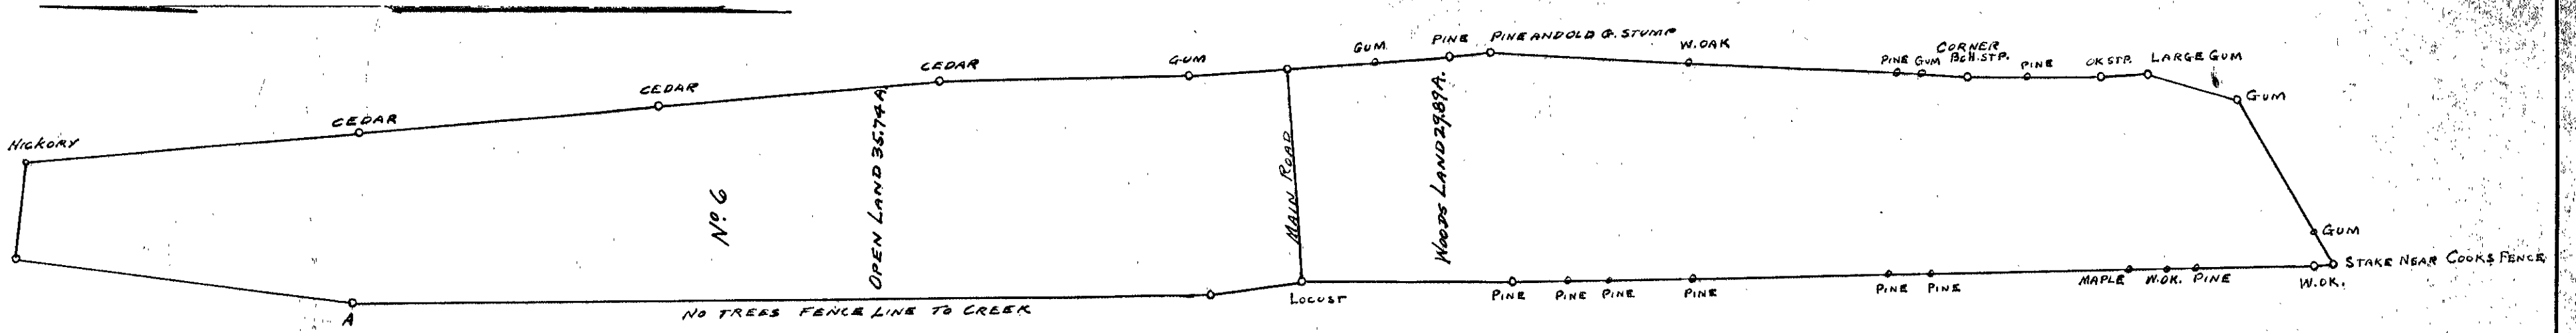 HICKORY
CEDAR
CEDAR
CEDAR
GUM
GUM
PINE
PINE AND OLD G. STUMP
W. OAK
PINE
GUM
CORNER
BCH. STP.
PINE
OK STP.
LARGE GUM
GUM
GUM
STAKE NEAR COOKS FENCE
No. 6
OPEN LAND 35.74 A.
MAIN ROAD
WOODS LAND 29.89 A.
A
NO TREES FENCE LINE TO CREEK
LOCUST
PINE
PINE
PINE
PINE
PINE
PINE
MAPLE
W.OK.
PINE
W.OK.